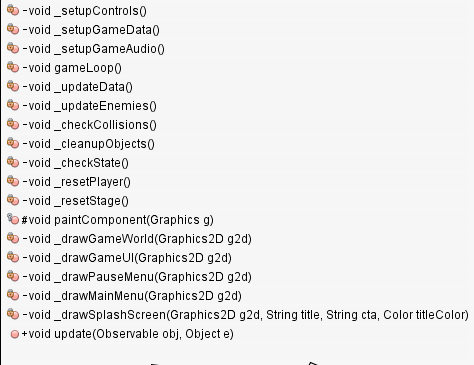 -void _setupControls()
-void _setupGameData()
-void _setupGameAudio()
-void gameLoop()
-void _updateData()
-void _updateEnemies()
-void _checkCollisions()
-void _cleanupObjects()
-void _checkState()
-void _resetPlayer()
-void _resetStage()
#void paintComponent(Graphics g)
-void _drawGameWorld(Graphics2D g2d)
-void _drawGameUI(Graphics2D g2d)
-void _drawPauseMenu(Graphics2D g2d)
-void _drawMainMenu(Graphics2D g2d)
-void _drawSplashScreen(Graphics2D g2d, String title, String cta, Color titleColor)
+void update(Observable obj, Object e)